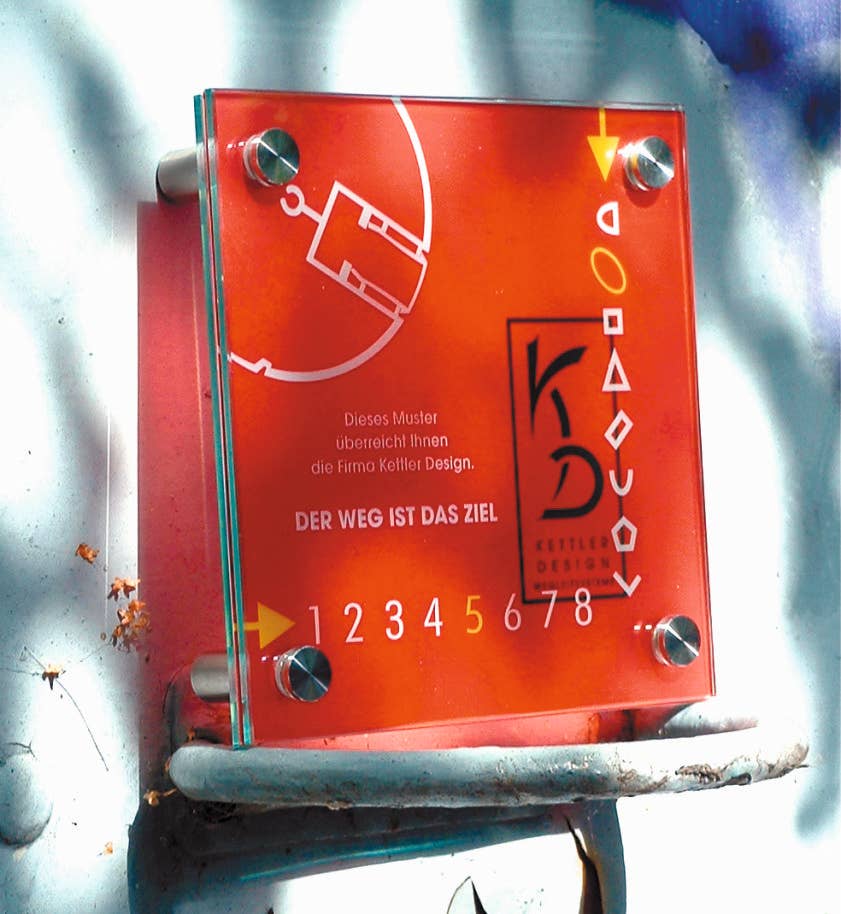 Dieses Muster
überreicht Ihnen
die Firma Kettler Design.
DER WEG IST DAS ZIEL
KD
KETTLER
DESIGN
WEGLEITSYSTEME
1 2 3 4 5 6 7 8